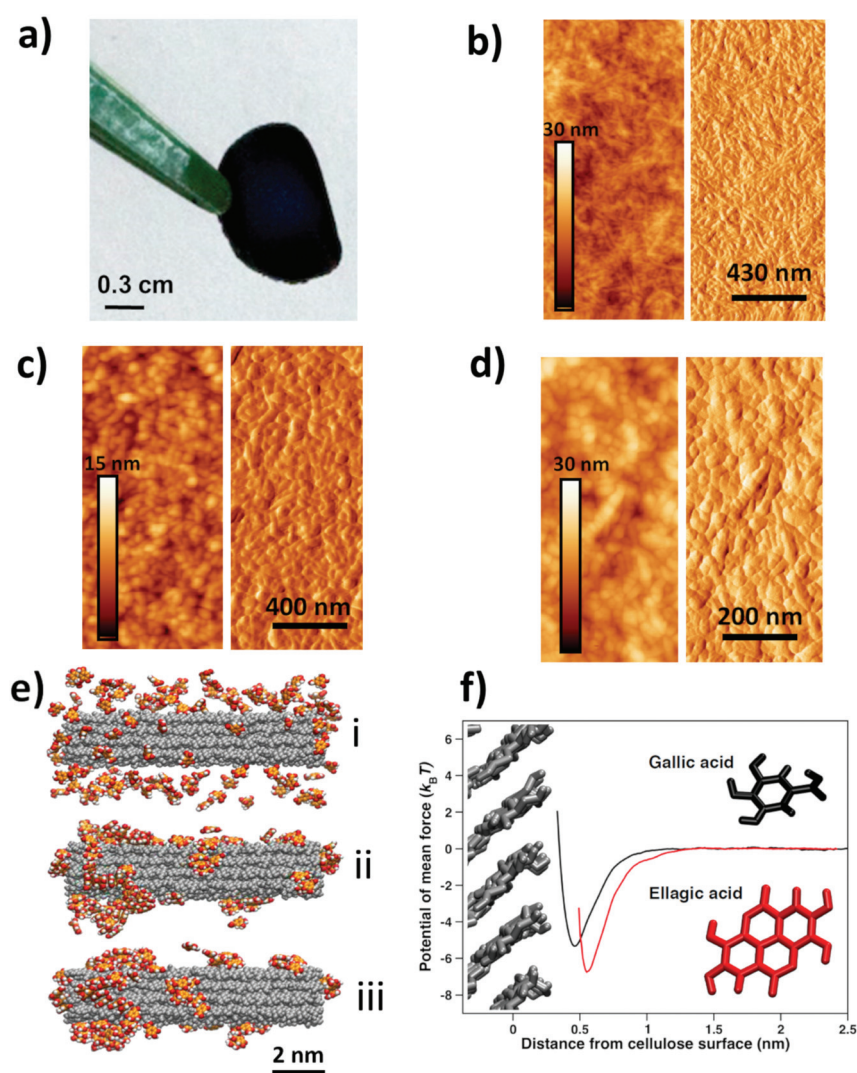 a)
0.3 cm
b)
30 nm
430 nm
c)
15 nm
400 nm
d)
30 nm
200 nm
e)
i
ii
iii
2 nm
f)
Potential of mean force (kB T)
6
4
2
0
-2
-4
-6
-8
Gallic acid
Ellagic acid
0 0.5 1 1.5 2 2.5
Distance from cellulose surface (nm)